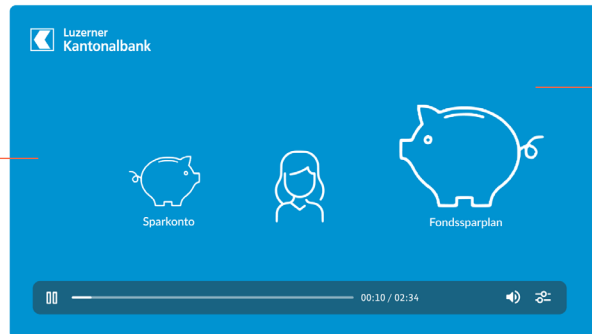 Luzerner
Kantonalbank
Sparkonto
Fondssparplan
00:10 / 02:34